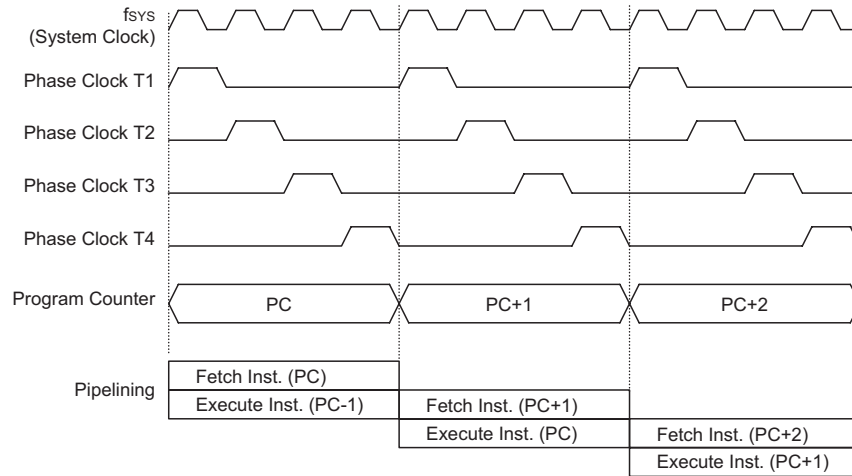 fSYS
(System Clock)
Phase Clock T1
Phase Clock T2
Phase Clock T3
Phase Clock T4
Program Counter
PC
PC+1
PC+2
Pipelining
Fetch Inst. (PC)
Execute Inst. (PC-1)
Fetch Inst. (PC+1)
Execute Inst. (PC)
Fetch Inst. (PC+2)
Execute Inst. (PC+1)